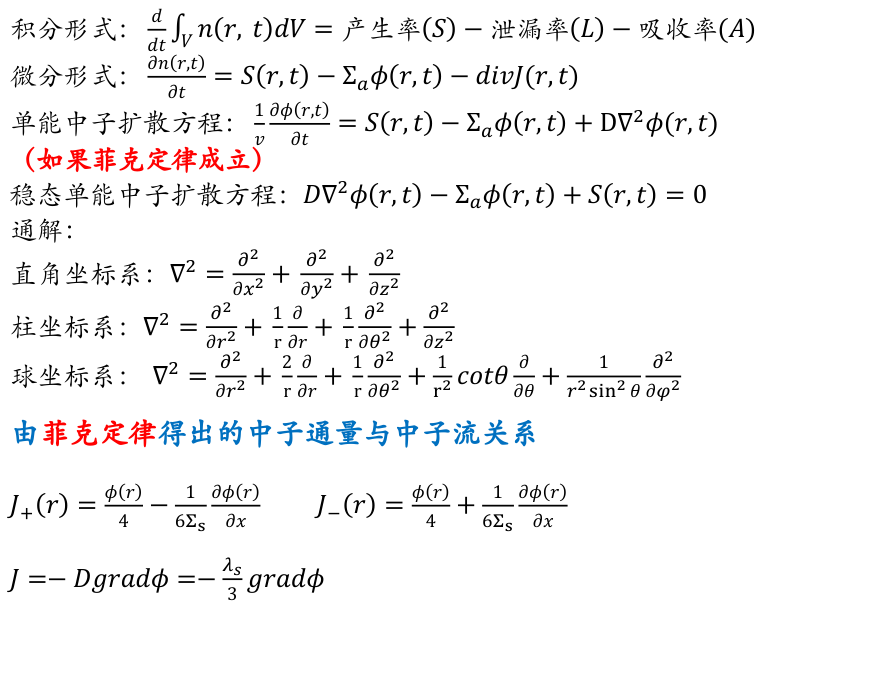 积分形式：$\frac{d}{dt}\int_V n(r, t)dV = 产生率(S) - 泄漏率(L) - 吸收率(A)$
微分形式：$\frac{\partial n(r,t)}{\partial t} = S(r,t) - \Sigma_a\phi(r,t) - divJ(r,t)$
单能中子扩散方程：$\frac{1}{v}\frac{\partial \phi(r,t)}{\partial t} = S(r,t) - \Sigma_a\phi(r,t) + \mathrm{D}\nabla^2\phi(r,t)$
（如果菲克定律成立）
稳态单能中子扩散方程：$D\nabla^2\phi(r,t) - \Sigma_a\phi(r,t) + S(r,t) = 0$
通解：
直角坐标系：$\nabla^2 = \frac{\partial^2}{\partial x^2} + \frac{\partial^2}{\partial y^2} + \frac{\partial^2}{\partial z^2}$
柱坐标系：$\nabla^2 = \frac{\partial^2}{\partial r^2} + \frac{1}{\mathrm{r}}\frac{\partial}{\partial r} + \frac{1}{\mathrm{r}}\frac{\partial^2}{\partial \theta^2} + \frac{\partial^2}{\partial z^2}$
球坐标系： $\nabla^2 = \frac{\partial^2}{\partial r^2} + \frac{2}{\mathrm{r}}\frac{\partial}{\partial r} + \frac{1}{\mathrm{r}}\frac{\partial^2}{\partial \theta^2} + \frac{1}{\mathrm{r}^2}cot\theta\frac{\partial}{\partial \theta} + \frac{1}{r^2\sin^2\theta}\frac{\partial^2}{\partial \varphi^2}$
由菲克定律得出的中子通量与中子流关系
$J_+(r) = \frac{\phi(r)}{4} - \frac{1}{6\Sigma_\mathrm{s}}\frac{\partial \phi(r)}{\partial x}$ $J_-(r) = \frac{\phi(r)}{4} + \frac{1}{6\Sigma_\mathrm{s}}\frac{\partial \phi(r)}{\partial x}$
$J = -Dgrad\phi = -\frac{\lambda_s}{3}grad\phi$